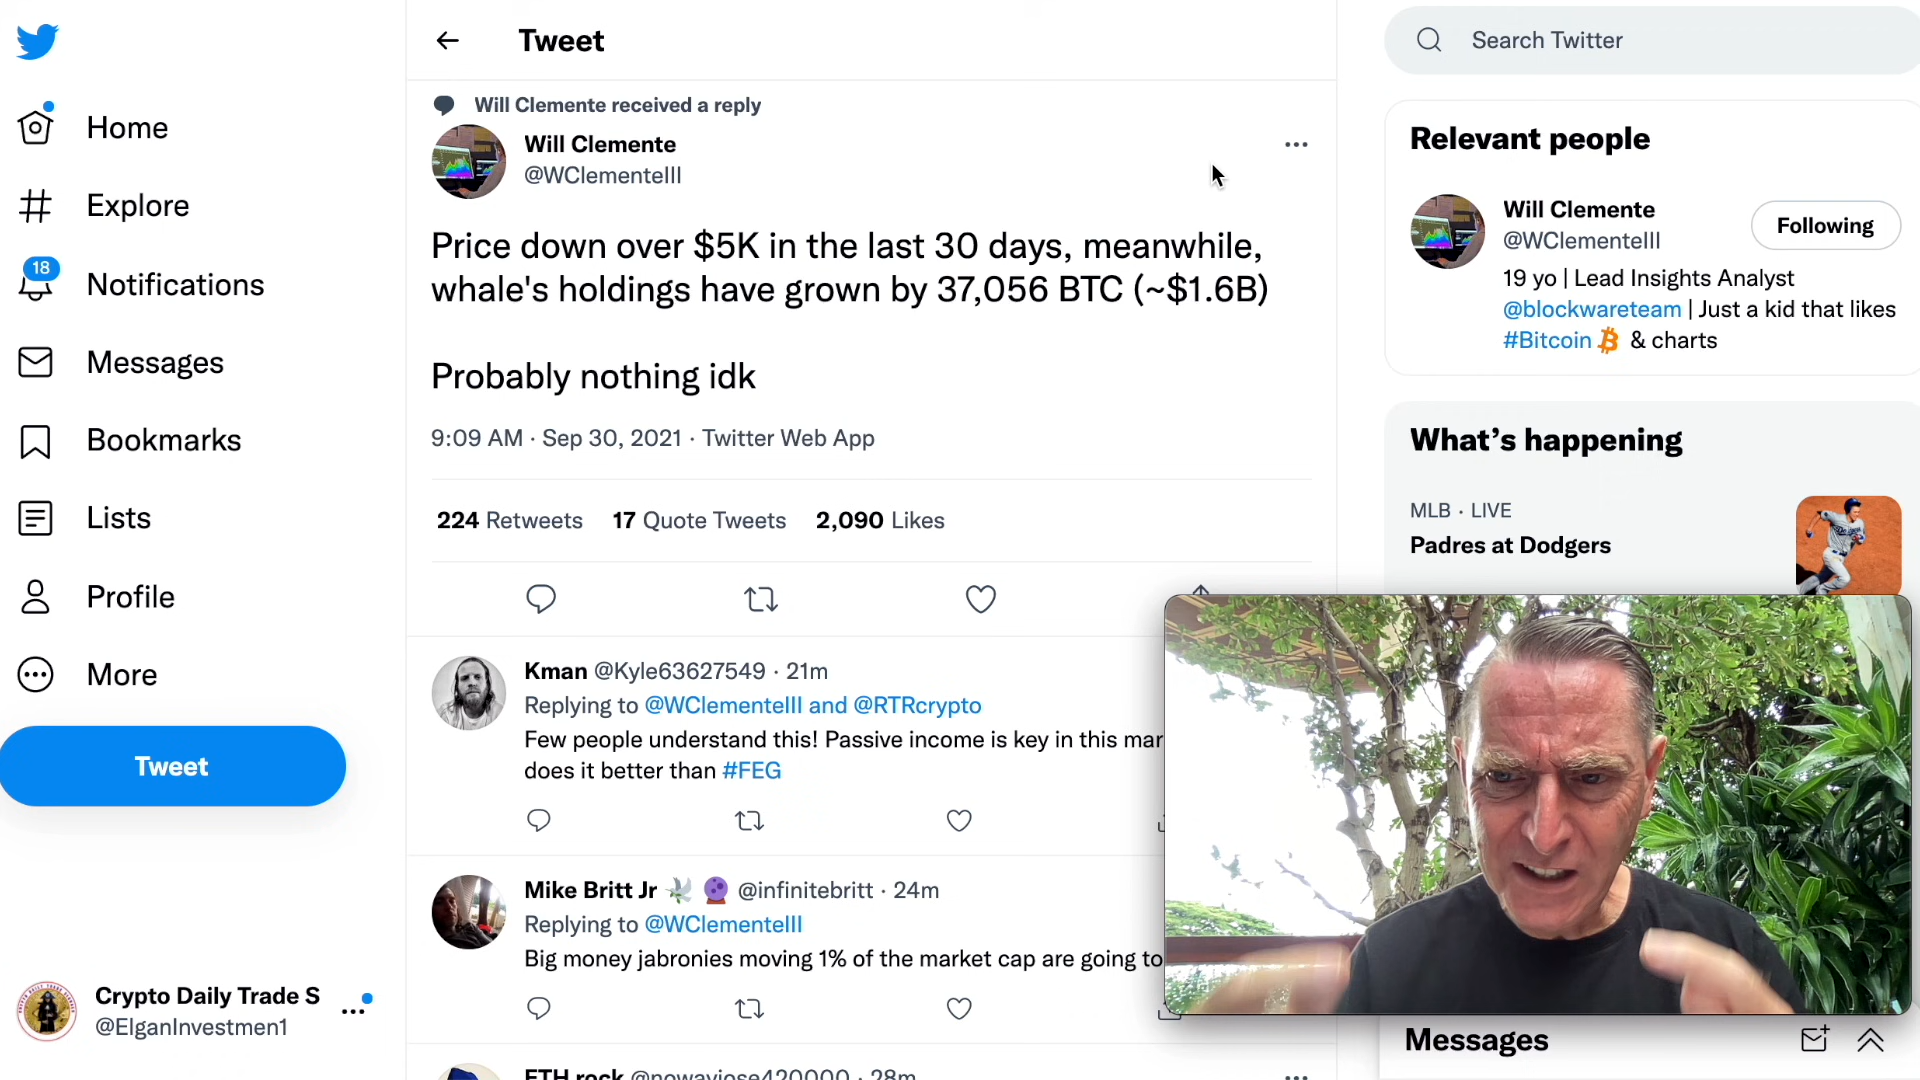 Home
Explore
18
Notifications
Messages
Bookmarks
Lists
Profile
More
Tweet
Crypto Daily Trade S
@ElganInvestmen1
Tweet
Will Clemente received a reply
Will Clemente
@WClementeIII
Price down over $5K in the last 30 days, meanwhile,
whale's holdings have grown by 37,056 BTC (~$1.6B)
Probably nothing idk
9:09 AM · Sep 30, 2021 · Twitter Web App
224 Retweets 17 Quote Tweets 2,090 Likes
Kman @Kyle63627549 · 21m
Replying to @WClementeIII and @RTRcrypto
Few people understand this! Passive income is key in this mar
does it better than #FEG
Mike Britt Jr 🕊 🔮 @infinitebritt · 24m
Replying to @WClementeIII
Big money jabronies moving 1% of the market cap are going to
ETH rock @nowayjose420000 · 28m
Search Twitter
Relevant people
Will Clemente
@WClementeIII
Following
19 yo | Lead Insights Analyst
@blockwareteam | Just a kid that likes
#Bitcoin & charts
What's happening
MLB · LIVE
Padres at Dodgers
Messages